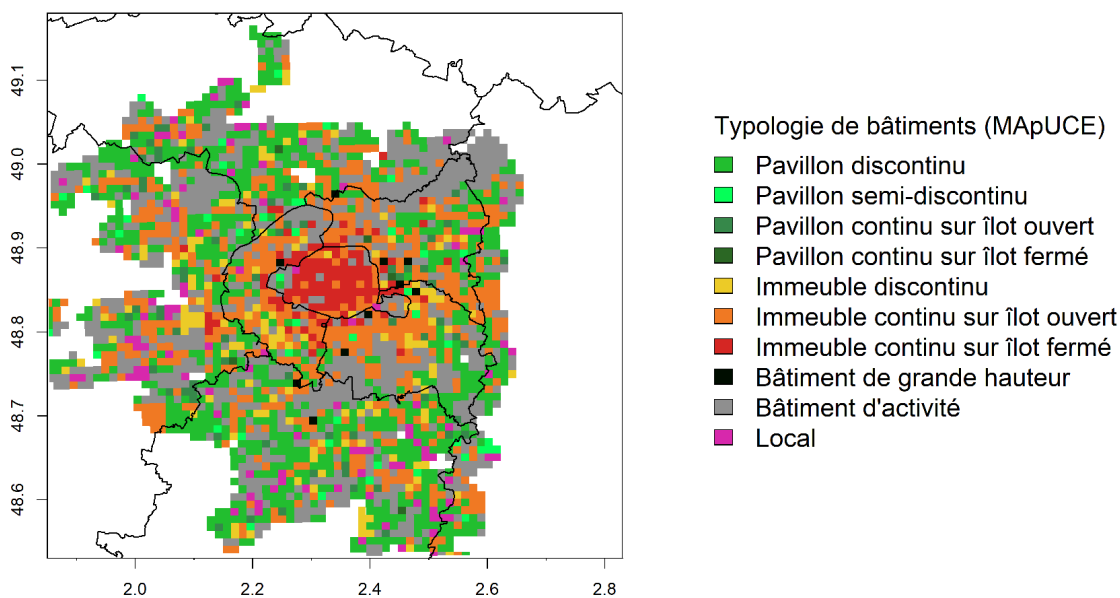 49.1
49.0
48.9
48.8
48.7
48.6
2.0 2.2 2.4 2.6 2.8
Typologie de bâtiments (MApUCE)
Pavillon discontinu
Pavillon semi-discontinu
Pavillon continu sur îlot ouvert
Pavillon continu sur îlot fermé
Immeuble discontinu
Immeuble continu sur îlot ouvert
Immeuble continu sur îlot fermé
Bâtiment de grande hauteur
Bâtiment d'activité
Local